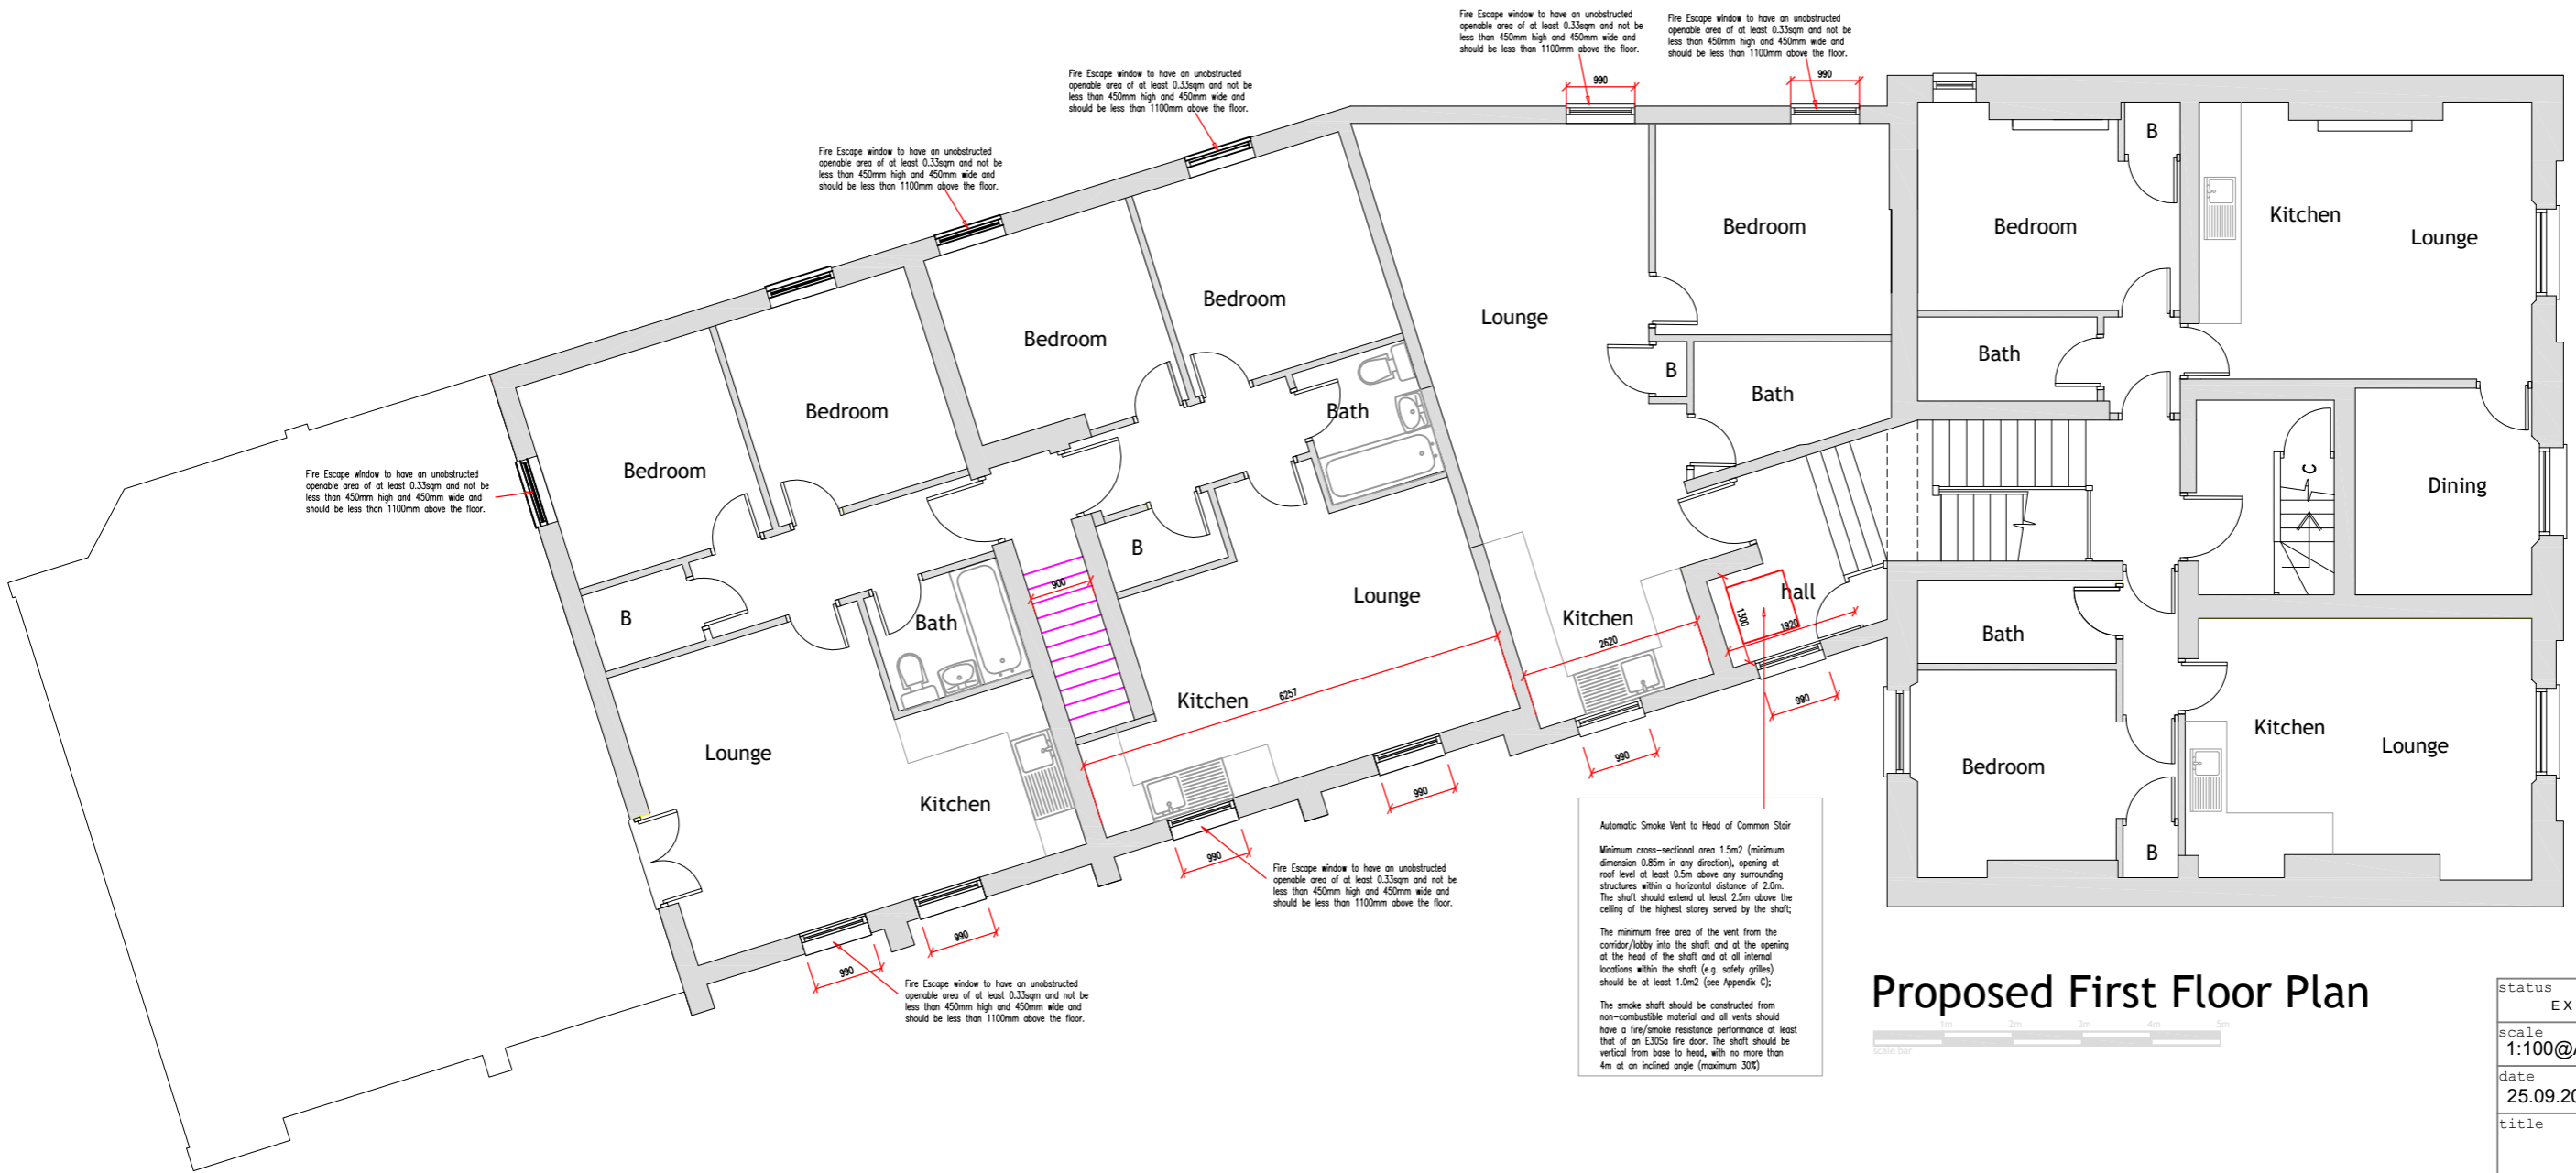 Fire Escape window to have an unobstructed
openable area of at least 0.33sqm and not be
less than 450mm high and 450mm wide and
should be less than 1100mm above the floor.
Fire Escape window to have an unobstructed
openable area of at least 0.33sqm and not be
less than 450mm high and 450mm wide and
should be less than 1100mm above the floor.
Fire Escape window to have an unobstructed
openable area of at least 0.33sqm and not be
less than 450mm high and 450mm wide and
should be less than 1100mm above the floor.
Fire Escape window to have an unobstructed
openable area of at least 0.33sqm and not be
less than 450mm high and 450mm wide and
should be less than 1100mm above the floor.
Fire Escape window to have an unobstructed
openable area of at least 0.33sqm and not be
less than 450mm high and 450mm wide and
should be less than 1100mm above the floor.
990
990
B
Kitchen
Lounge
Bedroom
Bedroom
Bedroom
Lounge
Bedroom
Bath
B
Bath
Bedroom
Bath
Bedroom
C
Dining
B
900
Lounge
hall
1300
1920
Kitchen
2620
B
Bath
Bath
Kitchen
6257
Lounge
Kitchen
990
Kitchen
Lounge
Bedroom
990
990
990
B
990
990
Fire Escape window to have an unobstructed
openable area of at least 0.33sqm and not be
less than 450mm high and 450mm wide and
should be less than 1100mm above the floor.
Fire Escape window to have an unobstructed
openable area of at least 0.33sqm and not be
less than 450mm high and 450mm wide and
should be less than 1100mm above the floor.
Automatic Smoke Vent to Head of Common Stair
Minimum cross-sectional area 1.5m2 (minimum
dimension 0.85m in any direction), opening at
roof level at least 0.5m above any surrounding
structures within a horizontal distance of 2.0m.
The shaft should extend at least 2.5m above the
ceiling of the highest storey served by the shaft;
The minimum free area of the vent from the
corridor/lobby into the shaft and at the opening
at the head of the shaft and at all internal
locations within the shaft (e.g. safety grilles)
should be at least 1.0m2 (see Appendix C);
The smoke shaft should be constructed from
non-combustible material and all vents should
have a fire/smoke resistance performance at least
that of an E30Sa fire door. The shaft should be
vertical from base to head, with no more than
4m at an inclined angle (maximum 30%)
Proposed First Floor Plan
1m 2m 3m 4m 5m
scale bar
status
EX
scale
1:100@A
date
25.09.20
title